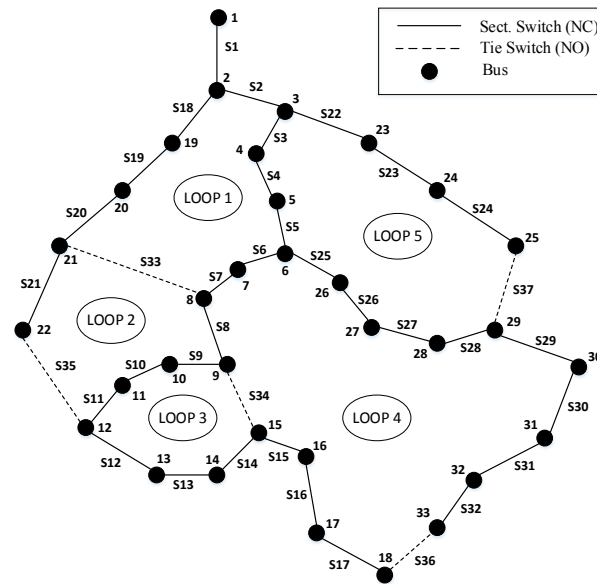 Sect. Switch (NC)
Tie Switch (NO)
Bus
1
S1
2
S2
3
S18
S22
23
19
S3
4
S23
S19
S4
24
20
LOOP 1
5
S24
S20
S5
LOOP 5
25
21
S6
6
S25
S33
S7
7
S26
26
S37
S21
8
LOOP 2
S27
29
22
S8
27
28
S28
S29
S35
S10
S9
30
11
10
9
S11
S34
S30
LOOP 3
12
15
LOOP 4
31
S12
13
14
S14
S15
16
S31
S13
32
S16
33
S32
17
S36
S17
18